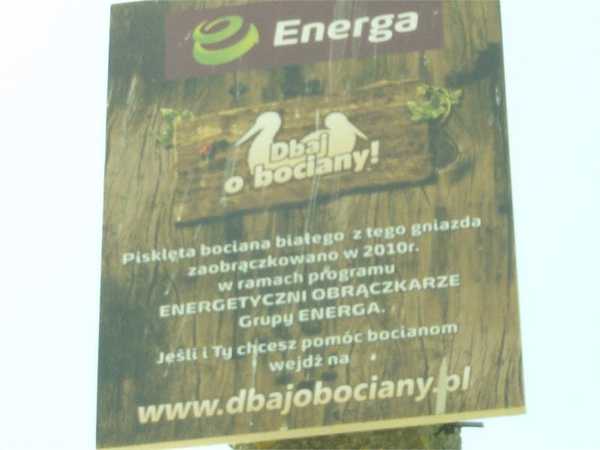 Energa
Dbaj
o bociany!
Pisklęta bociana białego z tego gniazda
zaobrączkowano w 2010r.
w ramach programu
ENERGETYCZNI OBRĄCZKARZE
Grupy ENERGA.
Jeśli i Ty chcesz pomóc bocianom
wejdź na
www.dbajobociany.pl